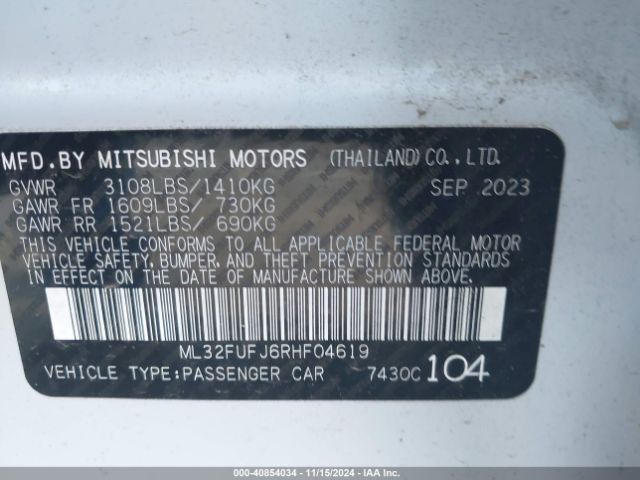 MFD.BY MITSUBISHI MOTORS (THAILAND) CO., LTD.
GVWR 3108LBS/1410KG SEP 2023
GAWR FR 1609LBS/ 730KG
GAWR RR 1521LBS/ 690KG
THIS VEHICLE CONFORMS TO ALL APPLICABLE FEDERAL MOTOR
VEHICLE SAFETY, BUMPER, AND THEFT PREVENTION STANDARDS
IN EFFECT ON THE DATE OF MANUFACTURE SHOWN ABOVE.
ML32FUFJ6RHF04619
VEHICLE TYPE:PASSENGER CAR 7430C 104
000-40854034 - 11/15/2024 - IAA Inc.